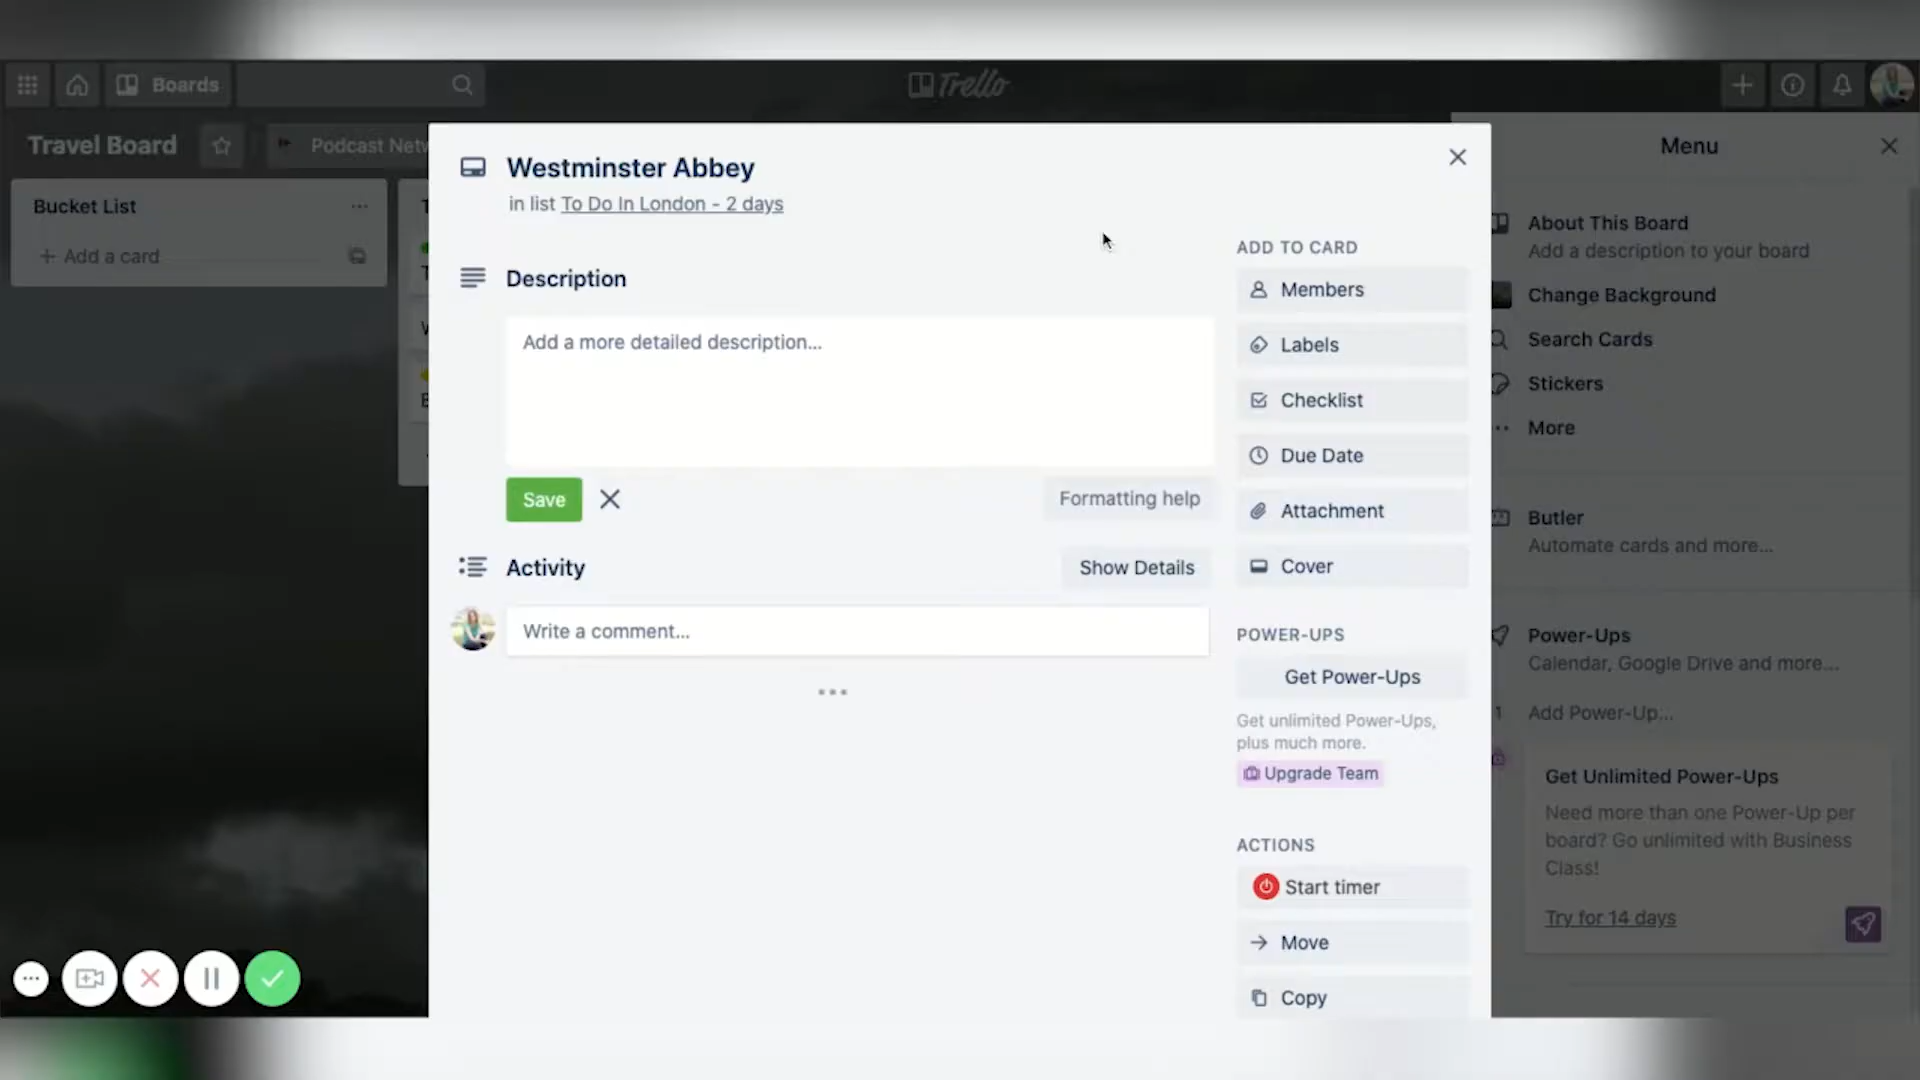 Boards
Trello
Travel Board
Podcast Netw
Menu
Bucket List
Add a card
Westminster Abbey
in list To Do In London - 2 days
Description
Add a more detailed description...
Save
Formatting help
Activity
Show Details
Write a comment...
ADD TO CARD
Members
Labels
Checklist
Due Date
Attachment
Cover
POWER-UPS
Get Power-Ups
Get unlimited Power-Ups,
plus much more.
Upgrade Team
ACTIONS
Start timer
Move
Copy
About This Board
Add a description to your board
Change Background
Search Cards
Stickers
More
Butler
Automate cards and more...
Power-Ups
Calendar, Google Drive and more...
1 Add Power-Up...
Get Unlimited Power-Ups
Need more than one Power-Up per
board? Go unlimited with Business
Class!
Try for 14 days